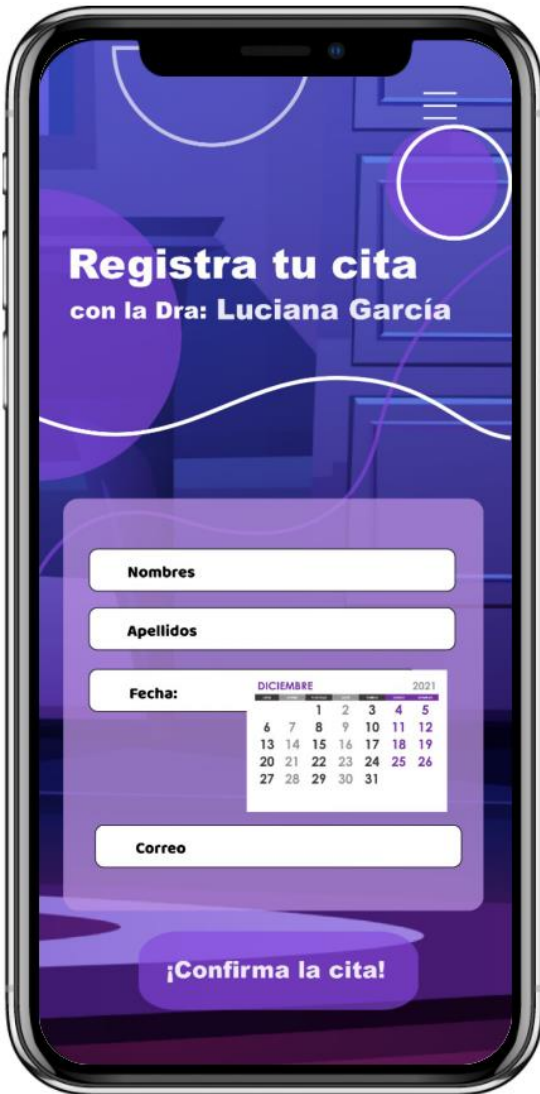 Registra tu cita
con la Dra: Luciana García
Nombres
Apellidos
Fecha:
DICIEMBRE 2021
1 2 3 4 5
6 7 8 9 10 11 12
13 14 15 16 17 18 19
20 21 22 23 24 25 26
27 28 29 30 31
Correo
¡Confirma la cita!